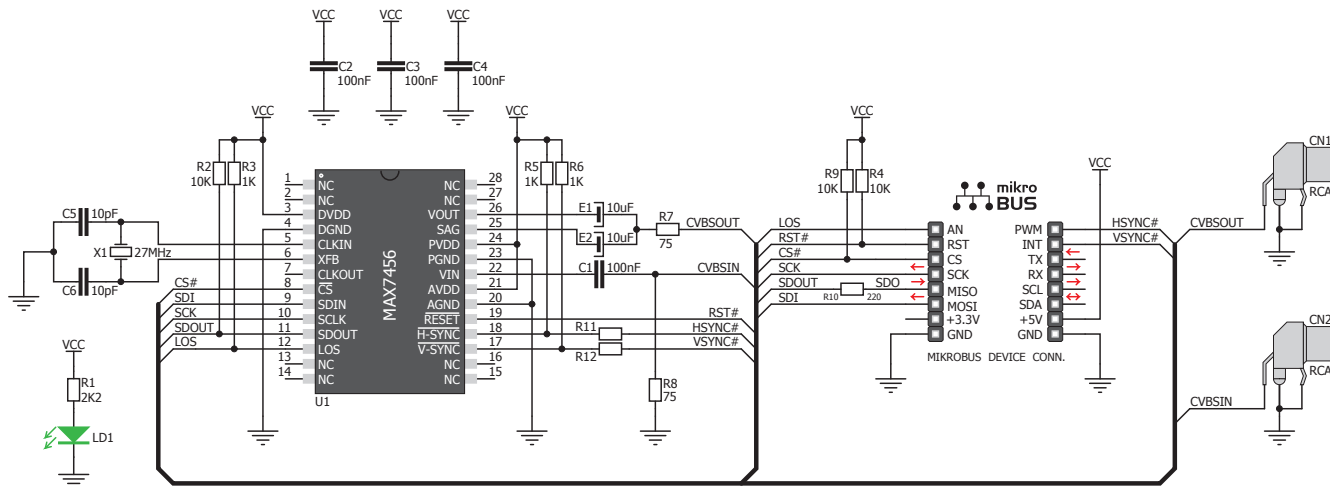 VCC VCC VCC
C2 100nF
C3 100nF
C4 100nF
VCC
R2 10K
R3 1K
VCC
R5 1K
R6 1K
VCC
R9 10K
R4 10K
VCC
CN1
RCA
C5 10pF
X1 27MHz
C6 10pF
1 NC
2 NC
3 DVDD
4 DGND
5 CLKIN
6 XFB
7 CLKOUT
8 CS
9 SDIN
10 SCLK
11 SDOUT
12 LOS
13 NC
14 NC
MAX7456
NC 28
NC 27
VOUT 26
SAG 25
PVDD 24
PGND 23
VIN 22
AVDD 21
AGND 20
RESET 19
H-SYNC 18
V-SYNC 17
NC 16
NC 15
U1
CS#
SDI
SCK
SDOUT
LOS
E1 10uF
E2 10uF
R7 75
CVBSOUT
C1 100nF
CVBSIN
RST#
R11 HSYNC#
R12 VSYNC#
R8 75
VCC
R1 2K2
LD1
LOS
RST#
CS#
SCK
SDOUT SDO
R10 220
SDI
mikro
BUS
AN PWM
RST INT
CS TX
SCK RX
MISO SCL
MOSI SDA
+3.3V +5V
GND GND
MIKROBUS DEVICE CONN.
HSYNC#
VSYNC#
CVBSOUT
CN2
RCA
CVBSIN